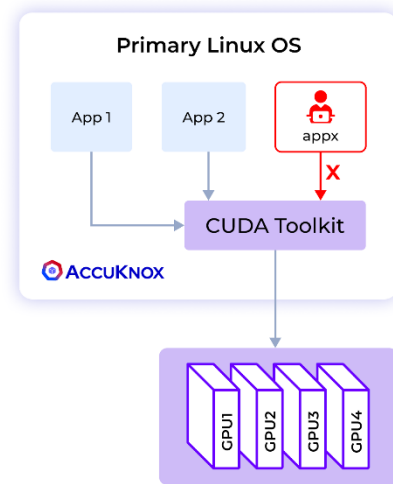 Primary Linux OS
App 1
App 2
appx
X
CUDA Toolkit
ACCUKNOX
GPU1
GPU2
GPU3
GPU4